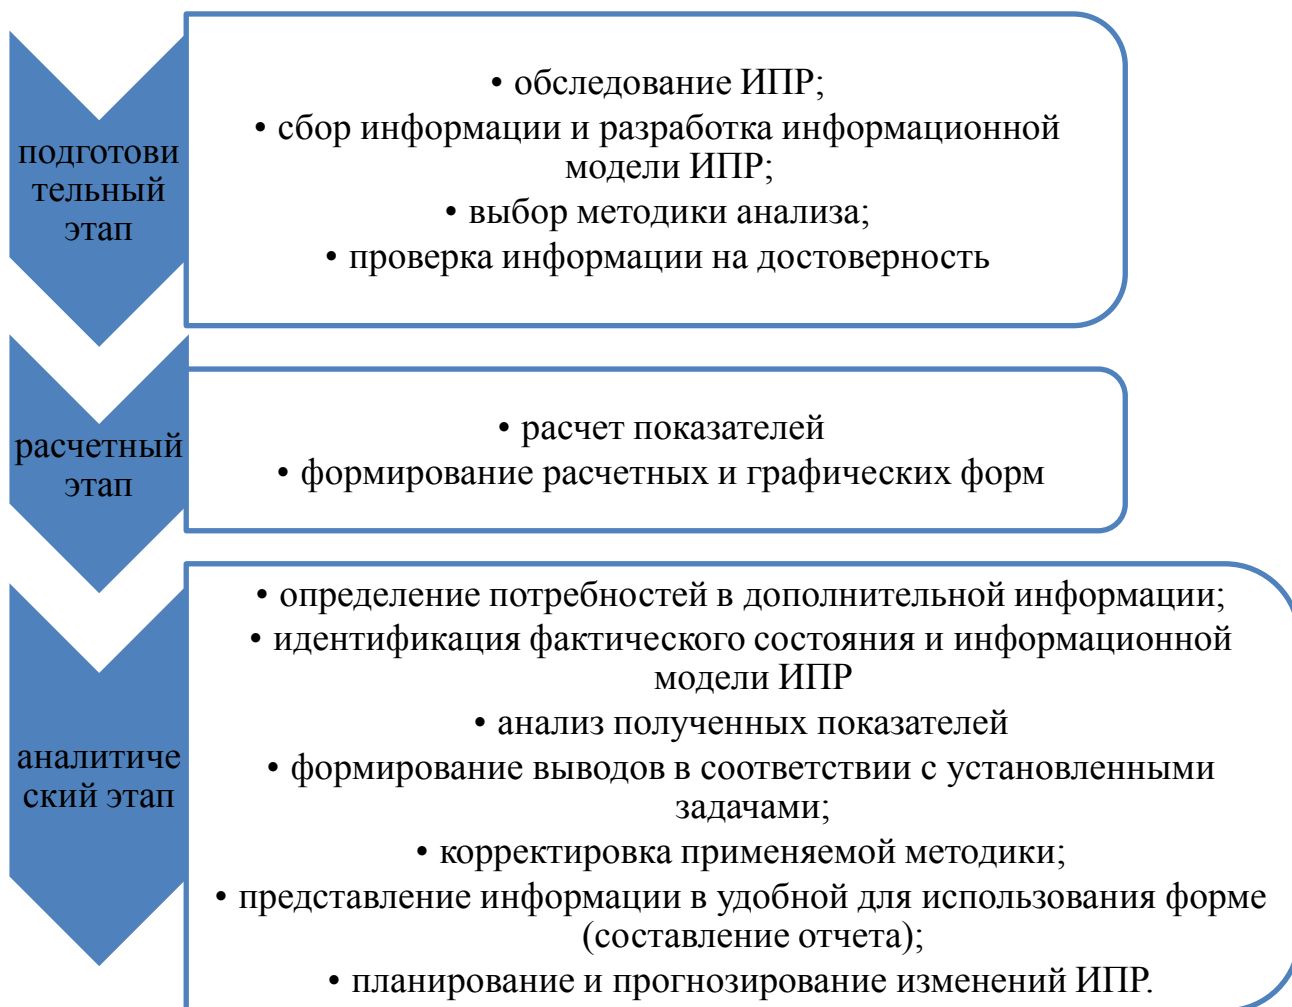 подготови
тельный
этап
• обследование ИПР;
• сбор информации и разработка информационной
модели ИПР;
• выбор методики анализа;
• проверка информации на достоверность
расчетный
этап
• расчет показателей
• формирование расчетных и графических форм
аналитиче
ский этап
• определение потребностей в дополнительной информации;
• идентификация фактического состояния и информационной
модели ИПР
• анализ полученных показателей
• формирование выводов в соответствии с установленными
задачами;
• корректировка применяемой методики;
• представление информации в удобной для использования форме
(составление отчета);
• планирование и прогнозирование изменений ИПР.